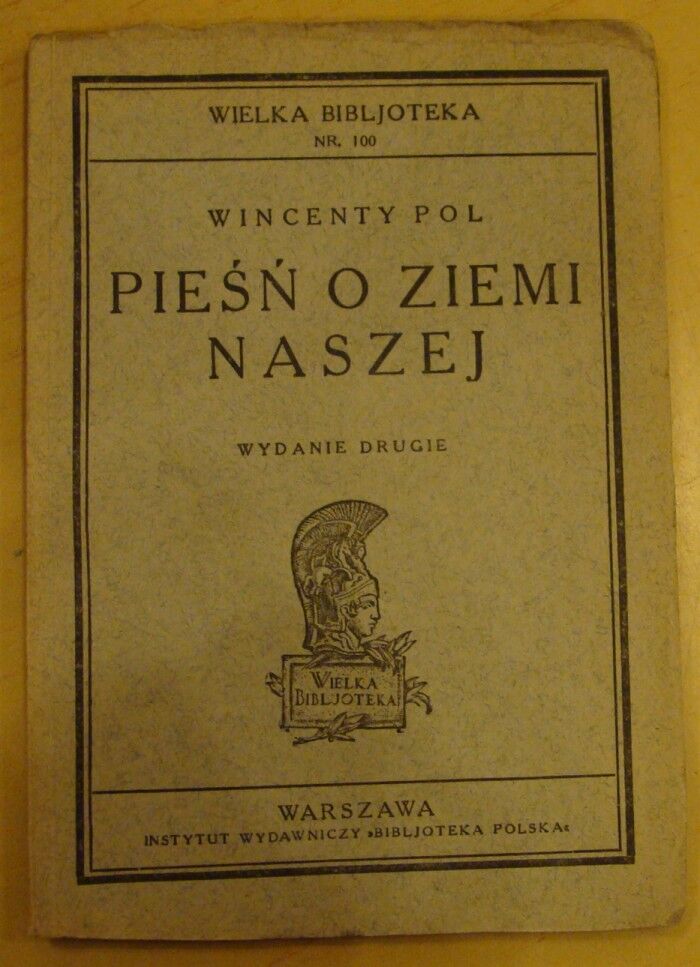 WIELKA BIBLJOTEKA
NR. 100
WINCENTY POL
PIEŚŃ O ZIEMI
NASZEJ
WYDANIE DRUGIE
WIELKA
BIBLJOTEKA
WARSZAWA
INSTYTUT WYDAWNICZY »BIBLJOTEKA POLSKA«